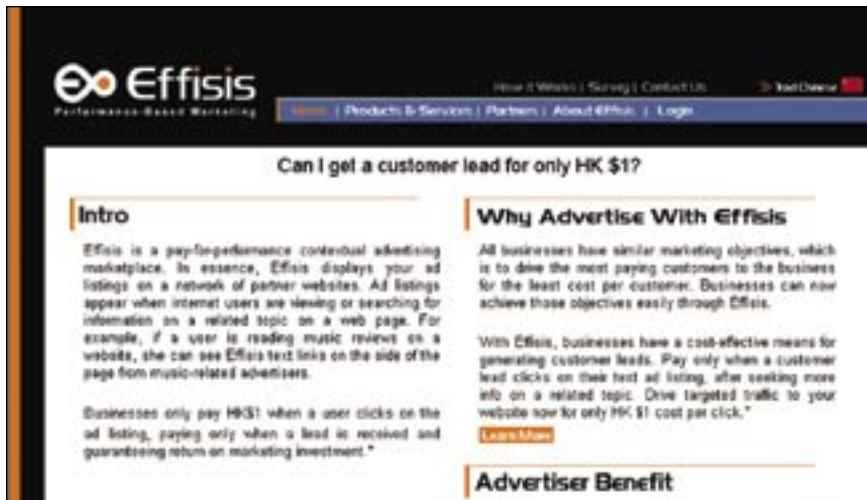 Effisis
Performance-Based Marketing
How it Works | Survey | Contact Us
Trad Chinese
Home | Products & Services | Partners | About Effisis | Login
Can I get a customer lead for only HK $1?
Intro
Effisis is a pay-for-performance contextual advertising
marketplace. In essence, Effisis displays your ad
listings on a network of partner websites. Ad listings
appear when internet users are viewing or searching for
information on a related topic on a web page. For
example, if a user is reading music reviews on a
website, she can see Effisis text links on the side of the
page from music-related advertisers.
Businesses only pay HK$1 when a user clicks on the
ad listing, paying only when a lead is received and
guaranteeing return on marketing investment.*
Why Advertise With Effisis
All businesses have similar marketing objectives, which
is to drive the most paying customers to the business
for the least cost per customer. Businesses can now
achieve those objectives easily through Effisis.
With Effisis, businesses have a cost-effective means for
generating customer leads. Pay only when a customer
lead clicks on their text ad listing, after seeking more
info on a related topic. Drive targeted traffic to your
website now for only HK $1 cost per click.*
Learn More
Advertiser Benefit